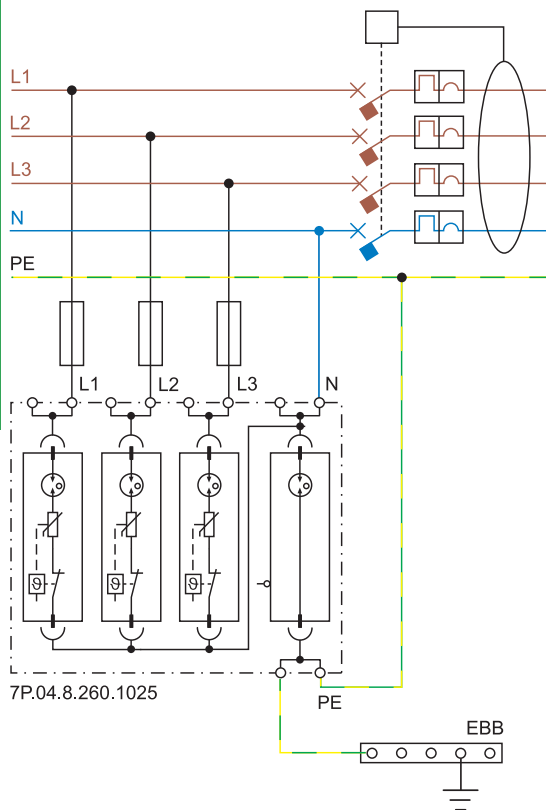 L1
L2
L3
N
PE
L1 L2 L3 N
ϑ ϑ ϑ
7P.04.8.260.1025
PE
EBB